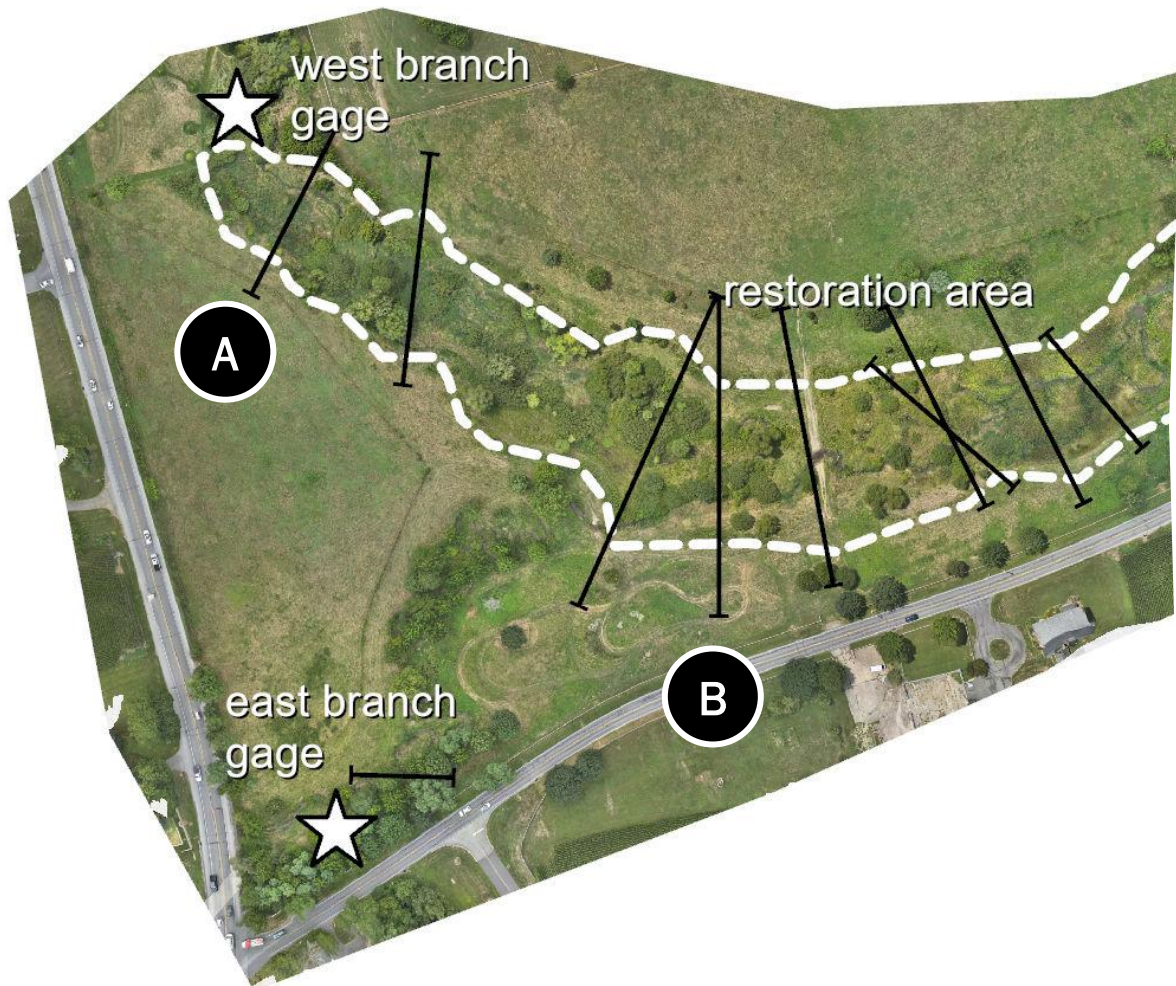 west branch
gage
restoration area
A
B
east branch
gage